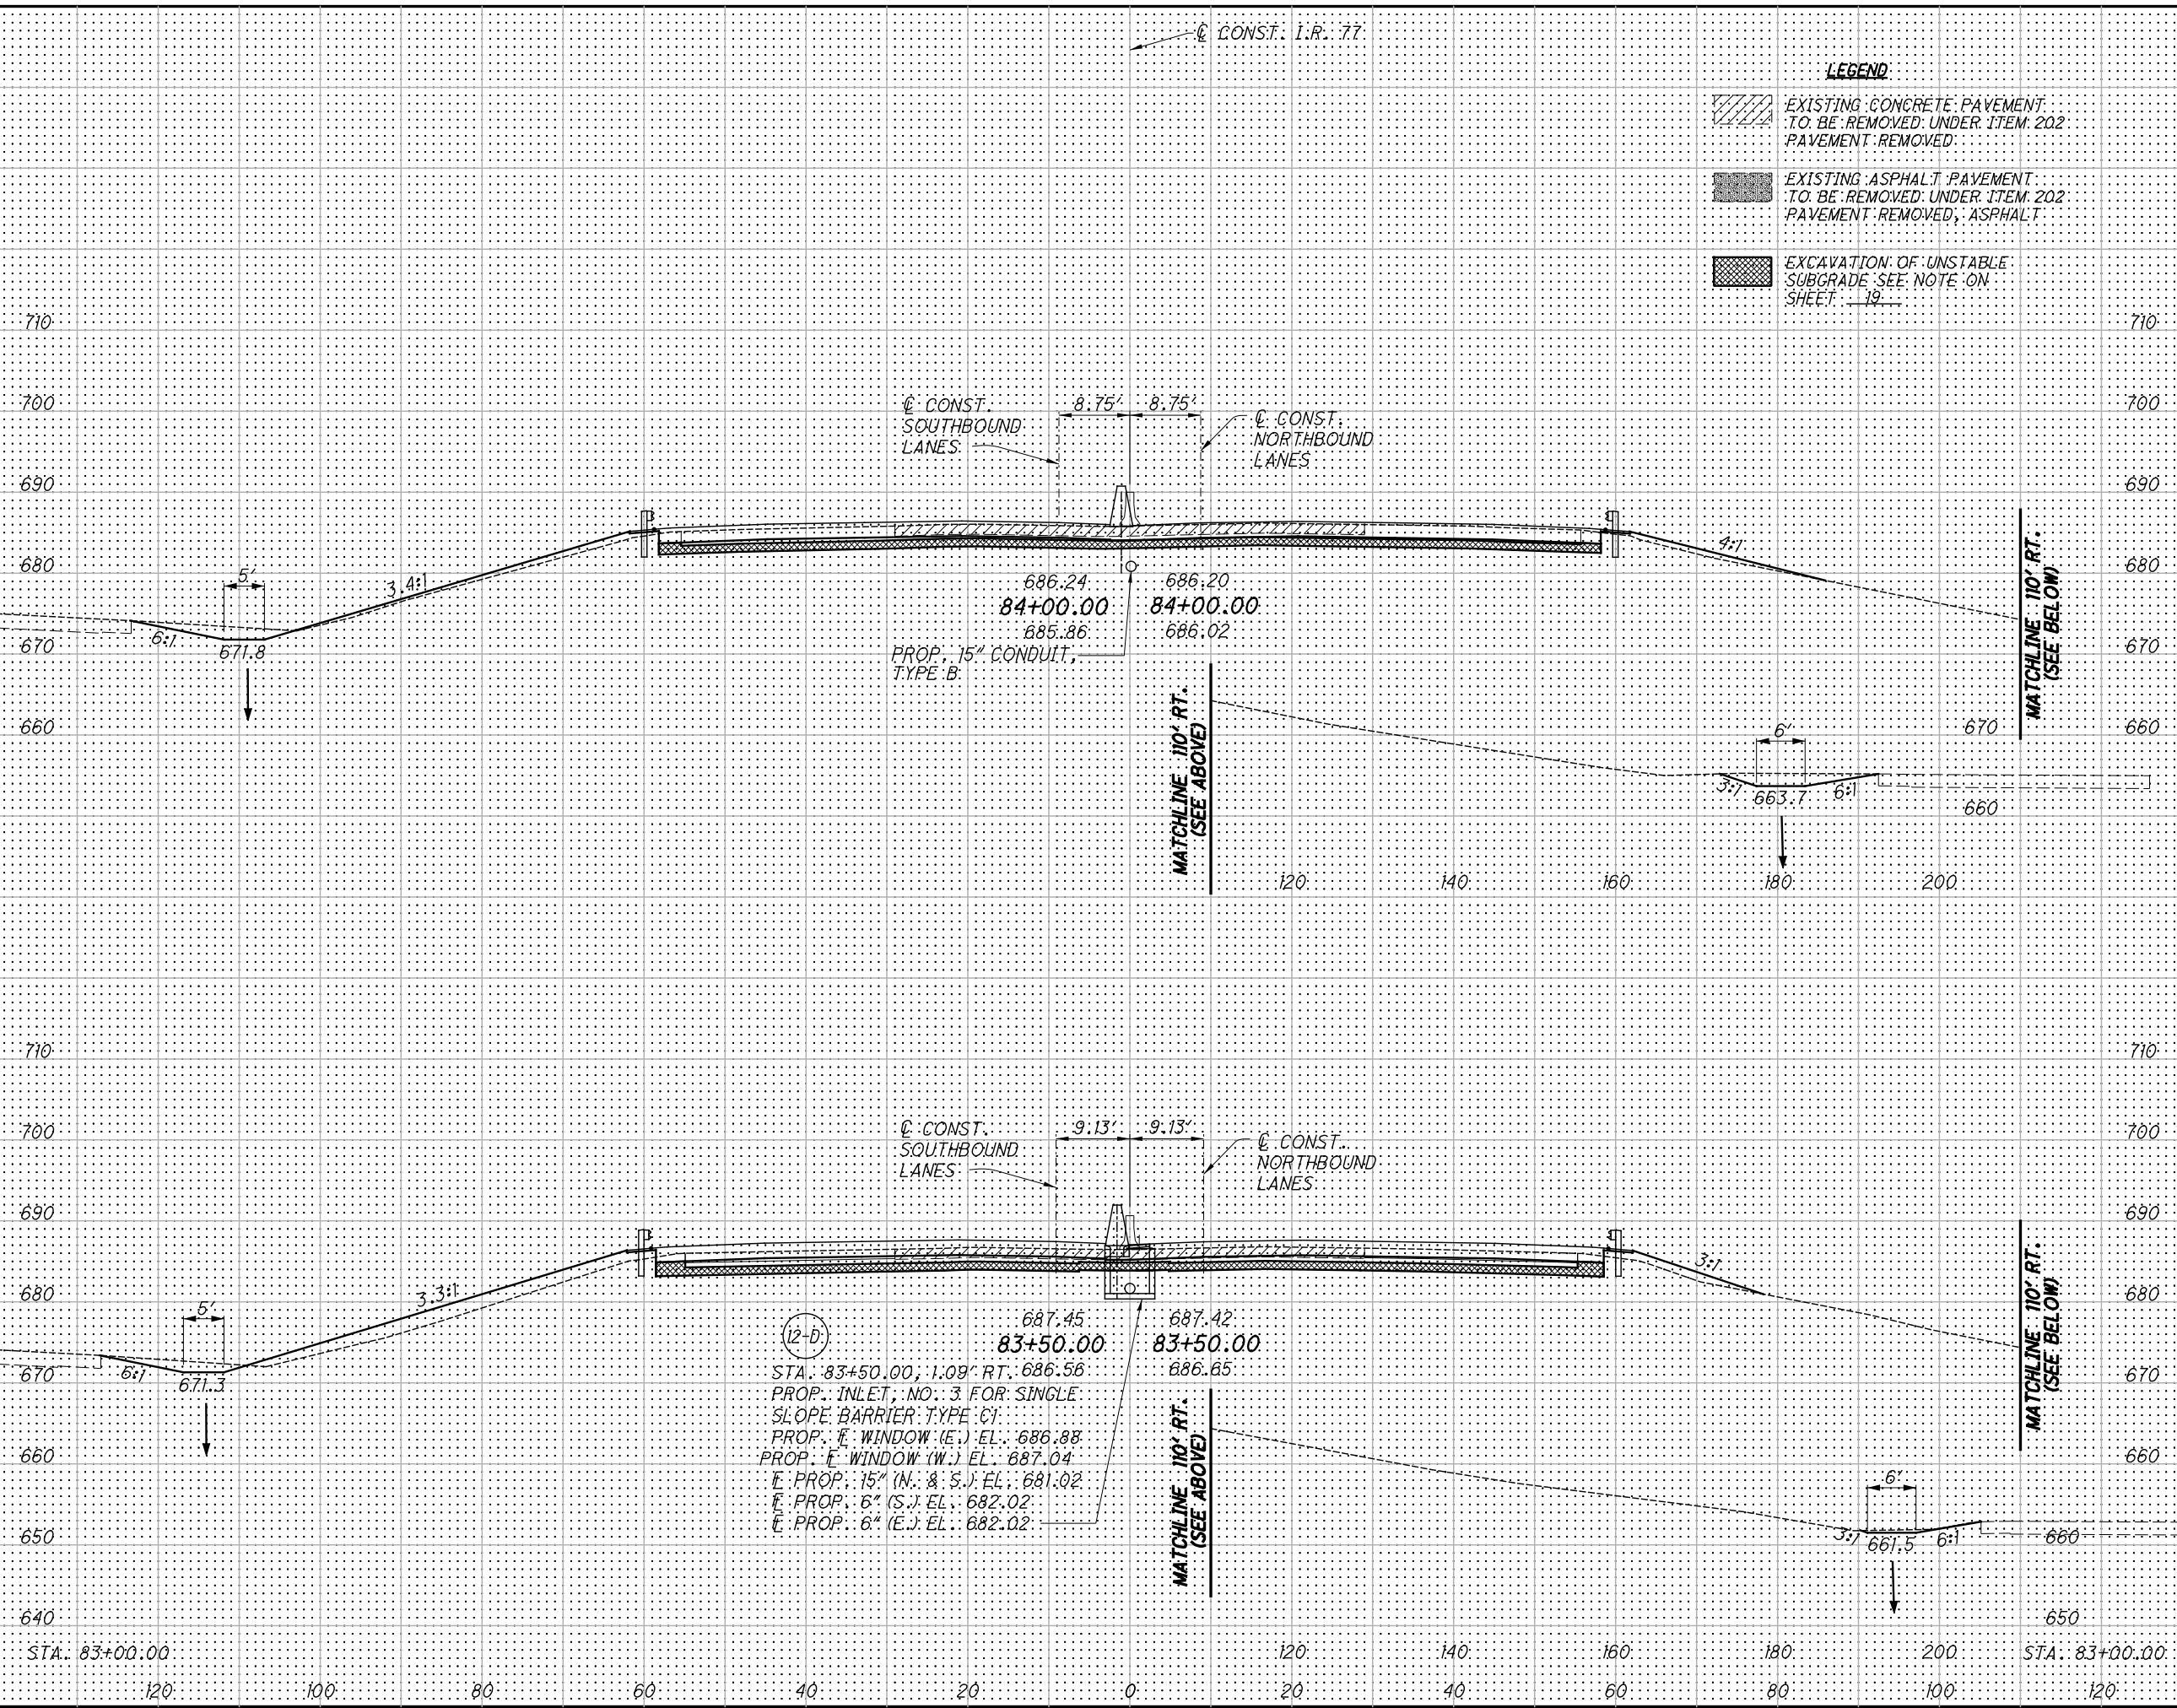 ℄ CONST. I.R. 77
LEGEND
EXISTING CONCRETE PAVEMENT
TO BE REMOVED UNDER ITEM 202
PAVEMENT REMOVED
EXISTING ASPHALT PAVEMENT
TO BE REMOVED UNDER ITEM 202
PAVEMENT REMOVED, ASPHALT
EXCAVATION OF UNSTABLE
SUBGRADE SEE NOTE ON
SHEET 19
710 710
700 700
℄ CONST.
SOUTHBOUND
LANES
8.75' 8.75'
℄ CONST.
NORTHBOUND
LANES
690 690
680 680
5'
3.4:1
4:1
6:1
671.8
670 670
686.24 686.20
84+00.00 84+00.00
685.86 686.02
PROP. 15" CONDUIT,
TYPE B
MATCHLINE 110' RT.
(SEE BELOW)
660 670 660
MATCHLINE 110' RT.
(SEE ABOVE)
6'
3:1
663.7
6:1
660
120 140 160 180 200
710 710
700 700
℄ CONST.
SOUTHBOUND
LANES
9.13' 9.13'
℄ CONST.
NORTHBOUND
LANES
690 690
680 680
5'
3.3:1
3:1
6:1
671.3
670 670
687.45 687.42
83+50.00 83+50.00
686.56 686.65
12-D
STA. 83+50.00, 1.09' RT.
PROP. INLET, NO. 3 FOR SINGLE
SLOPE BARRIER TYPE C1
PROP. FL WINDOW (E.) EL. 686.88
PROP. FL WINDOW (W.) EL. 687.04
FL PROP. 15" (N. & S.) EL. 681.02
FL PROP. 6" (S.) EL. 682.02
FL PROP. 6" (E.) EL. 682.02
MATCHLINE 110' RT.
(SEE BELOW)
MATCHLINE 110' RT.
(SEE ABOVE)
660 660
6'
650 660
3:1
661.5
6:1
640 650
STA. 83+00.00 120 140 160 180 200 STA. 83+00.00
120 100 80 60 40 20 0 20 40 60 80 100 120